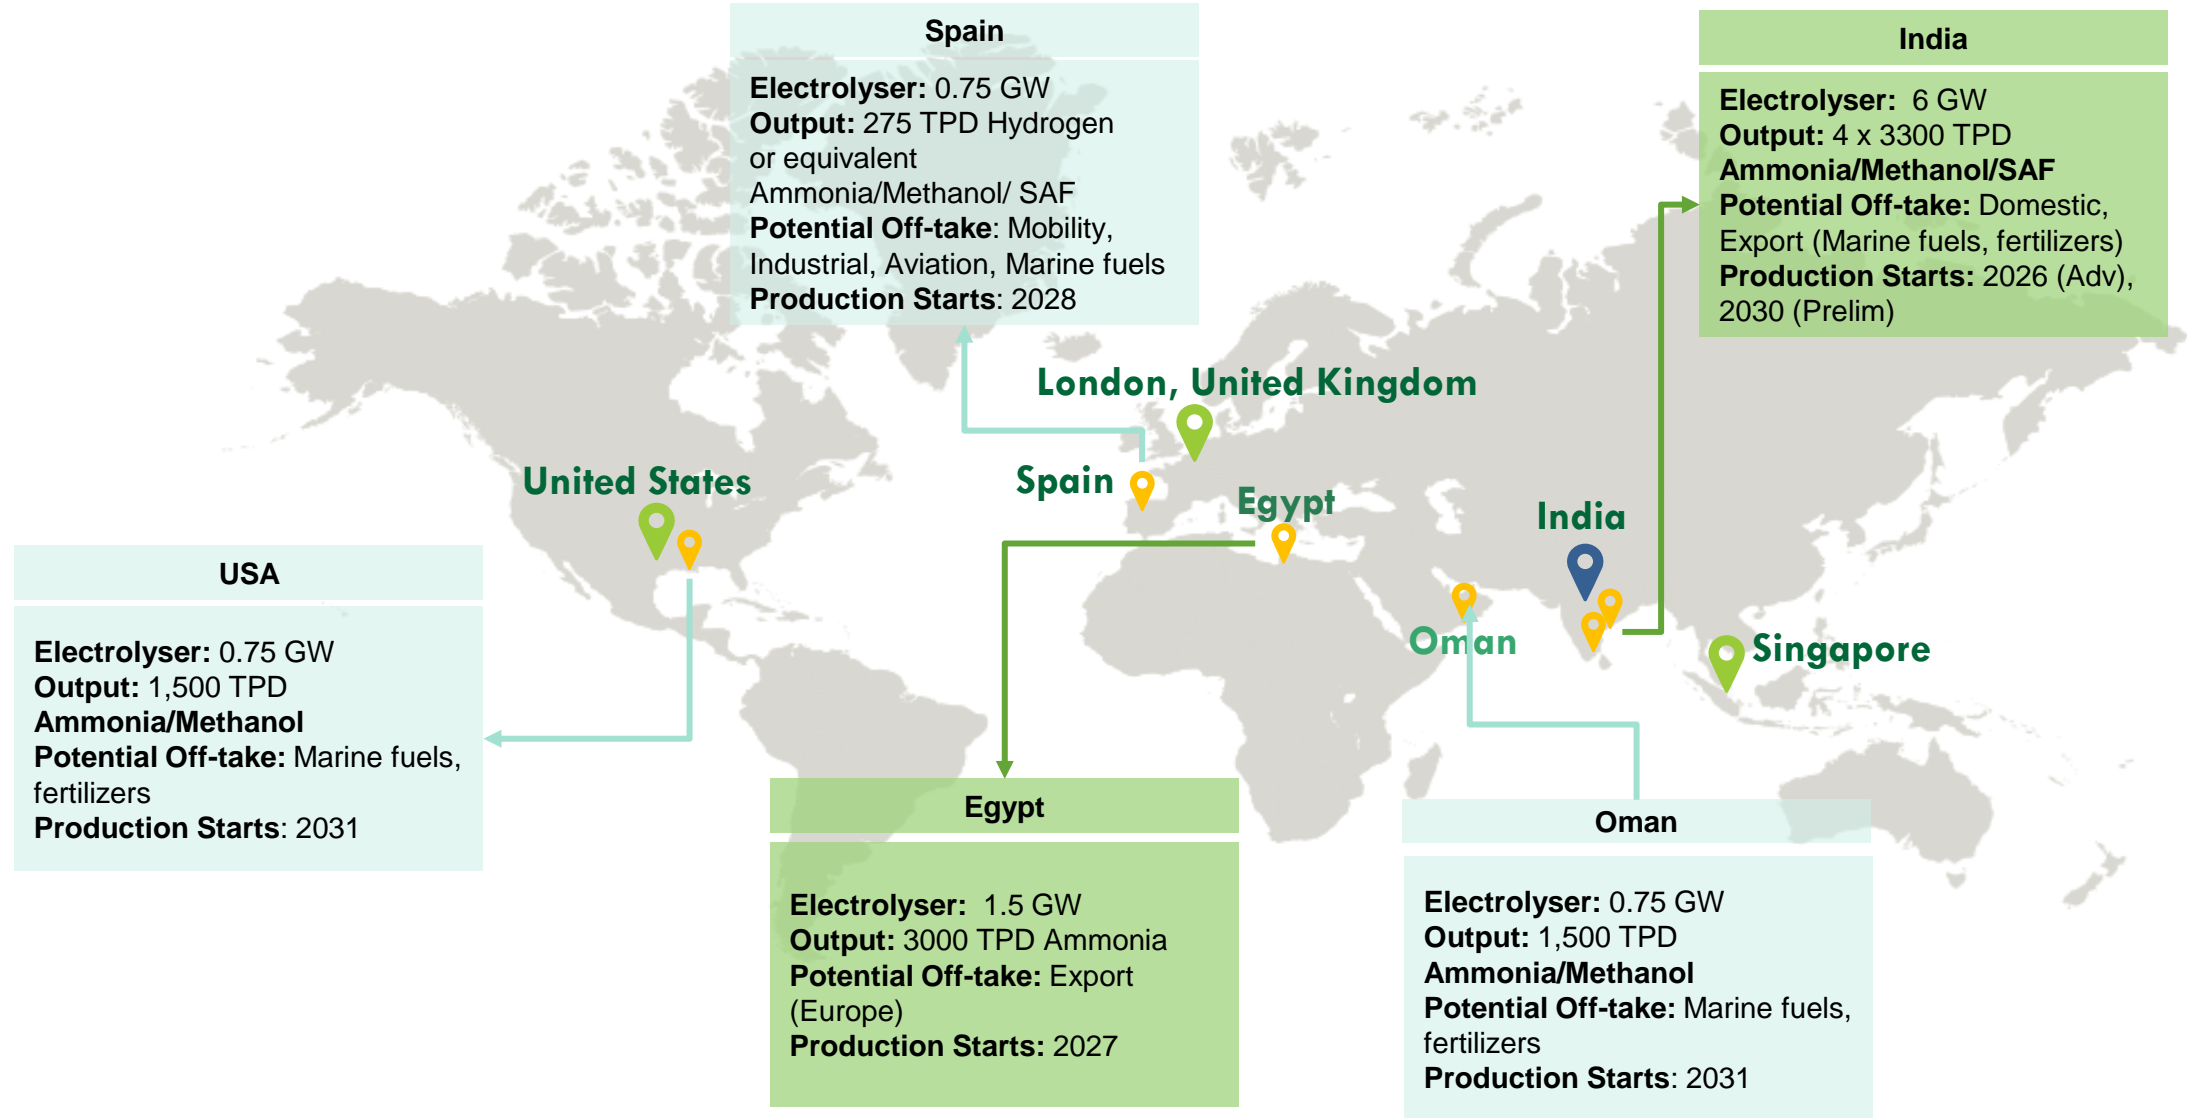 Spain
Electrolyser: 0.75 GW
Output: 275 TPD Hydrogen
or equivalent
Ammonia/Methanol/ SAF
Potential Off-take: Mobility,
Industrial, Aviation, Marine fuels
Production Starts: 2028
India
Electrolyser: 6 GW
Output: 4 x 3300 TPD
Ammonia/Methanol/SAF
Potential Off-take: Domestic,
Export (Marine fuels, fertilizers)
Production Starts: 2026 (Adv),
2030 (Prelim)
London, United Kingdom
United States
Spain
Egypt
India
Oman
Singapore
USA
Electrolyser: 0.75 GW
Output: 1,500 TPD
Ammonia/Methanol
Potential Off-take: Marine fuels,
fertilizers
Production Starts: 2031
Egypt
Electrolyser: 1.5 GW
Output: 3000 TPD Ammonia
Potential Off-take: Export
(Europe)
Production Starts: 2027
Oman
Electrolyser: 0.75 GW
Output: 1,500 TPD
Ammonia/Methanol
Potential Off-take: Marine fuels,
fertilizers
Production Starts: 2031